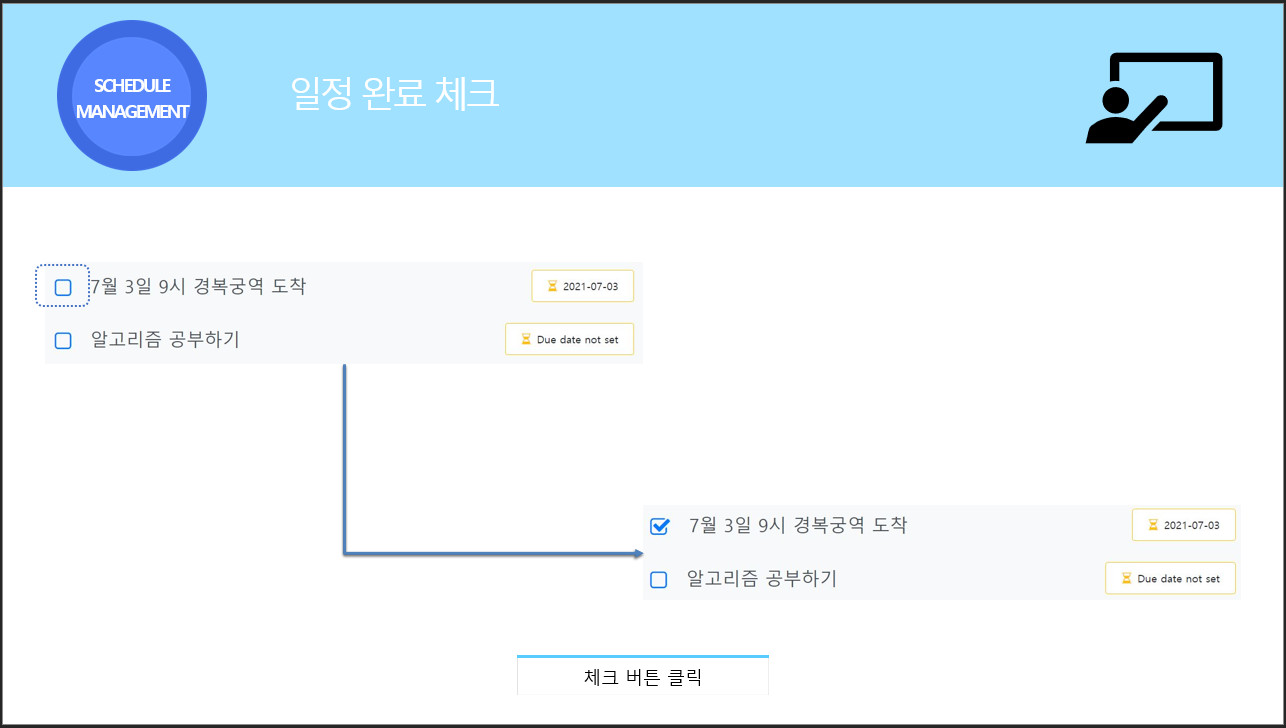 SCHEDULE
MANAGEMENT
일정 완료 체크
7월 3일 9시 경복궁역 도착
2021-07-03
알고리즘 공부하기
Due date not set
7월 3일 9시 경복궁역 도착
2021-07-03
알고리즘 공부하기
Due date not set
체크 버튼 클릭